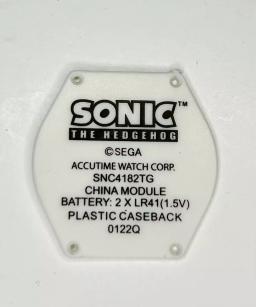 SONIC™
THE HEDGEHOG
©SEGA
ACCUTIME WATCH CORP.
SNC4182TG
CHINA MODULE
BATTERY: 2 X LR41(1.5V)
PLASTIC CASEBACK
0122Q